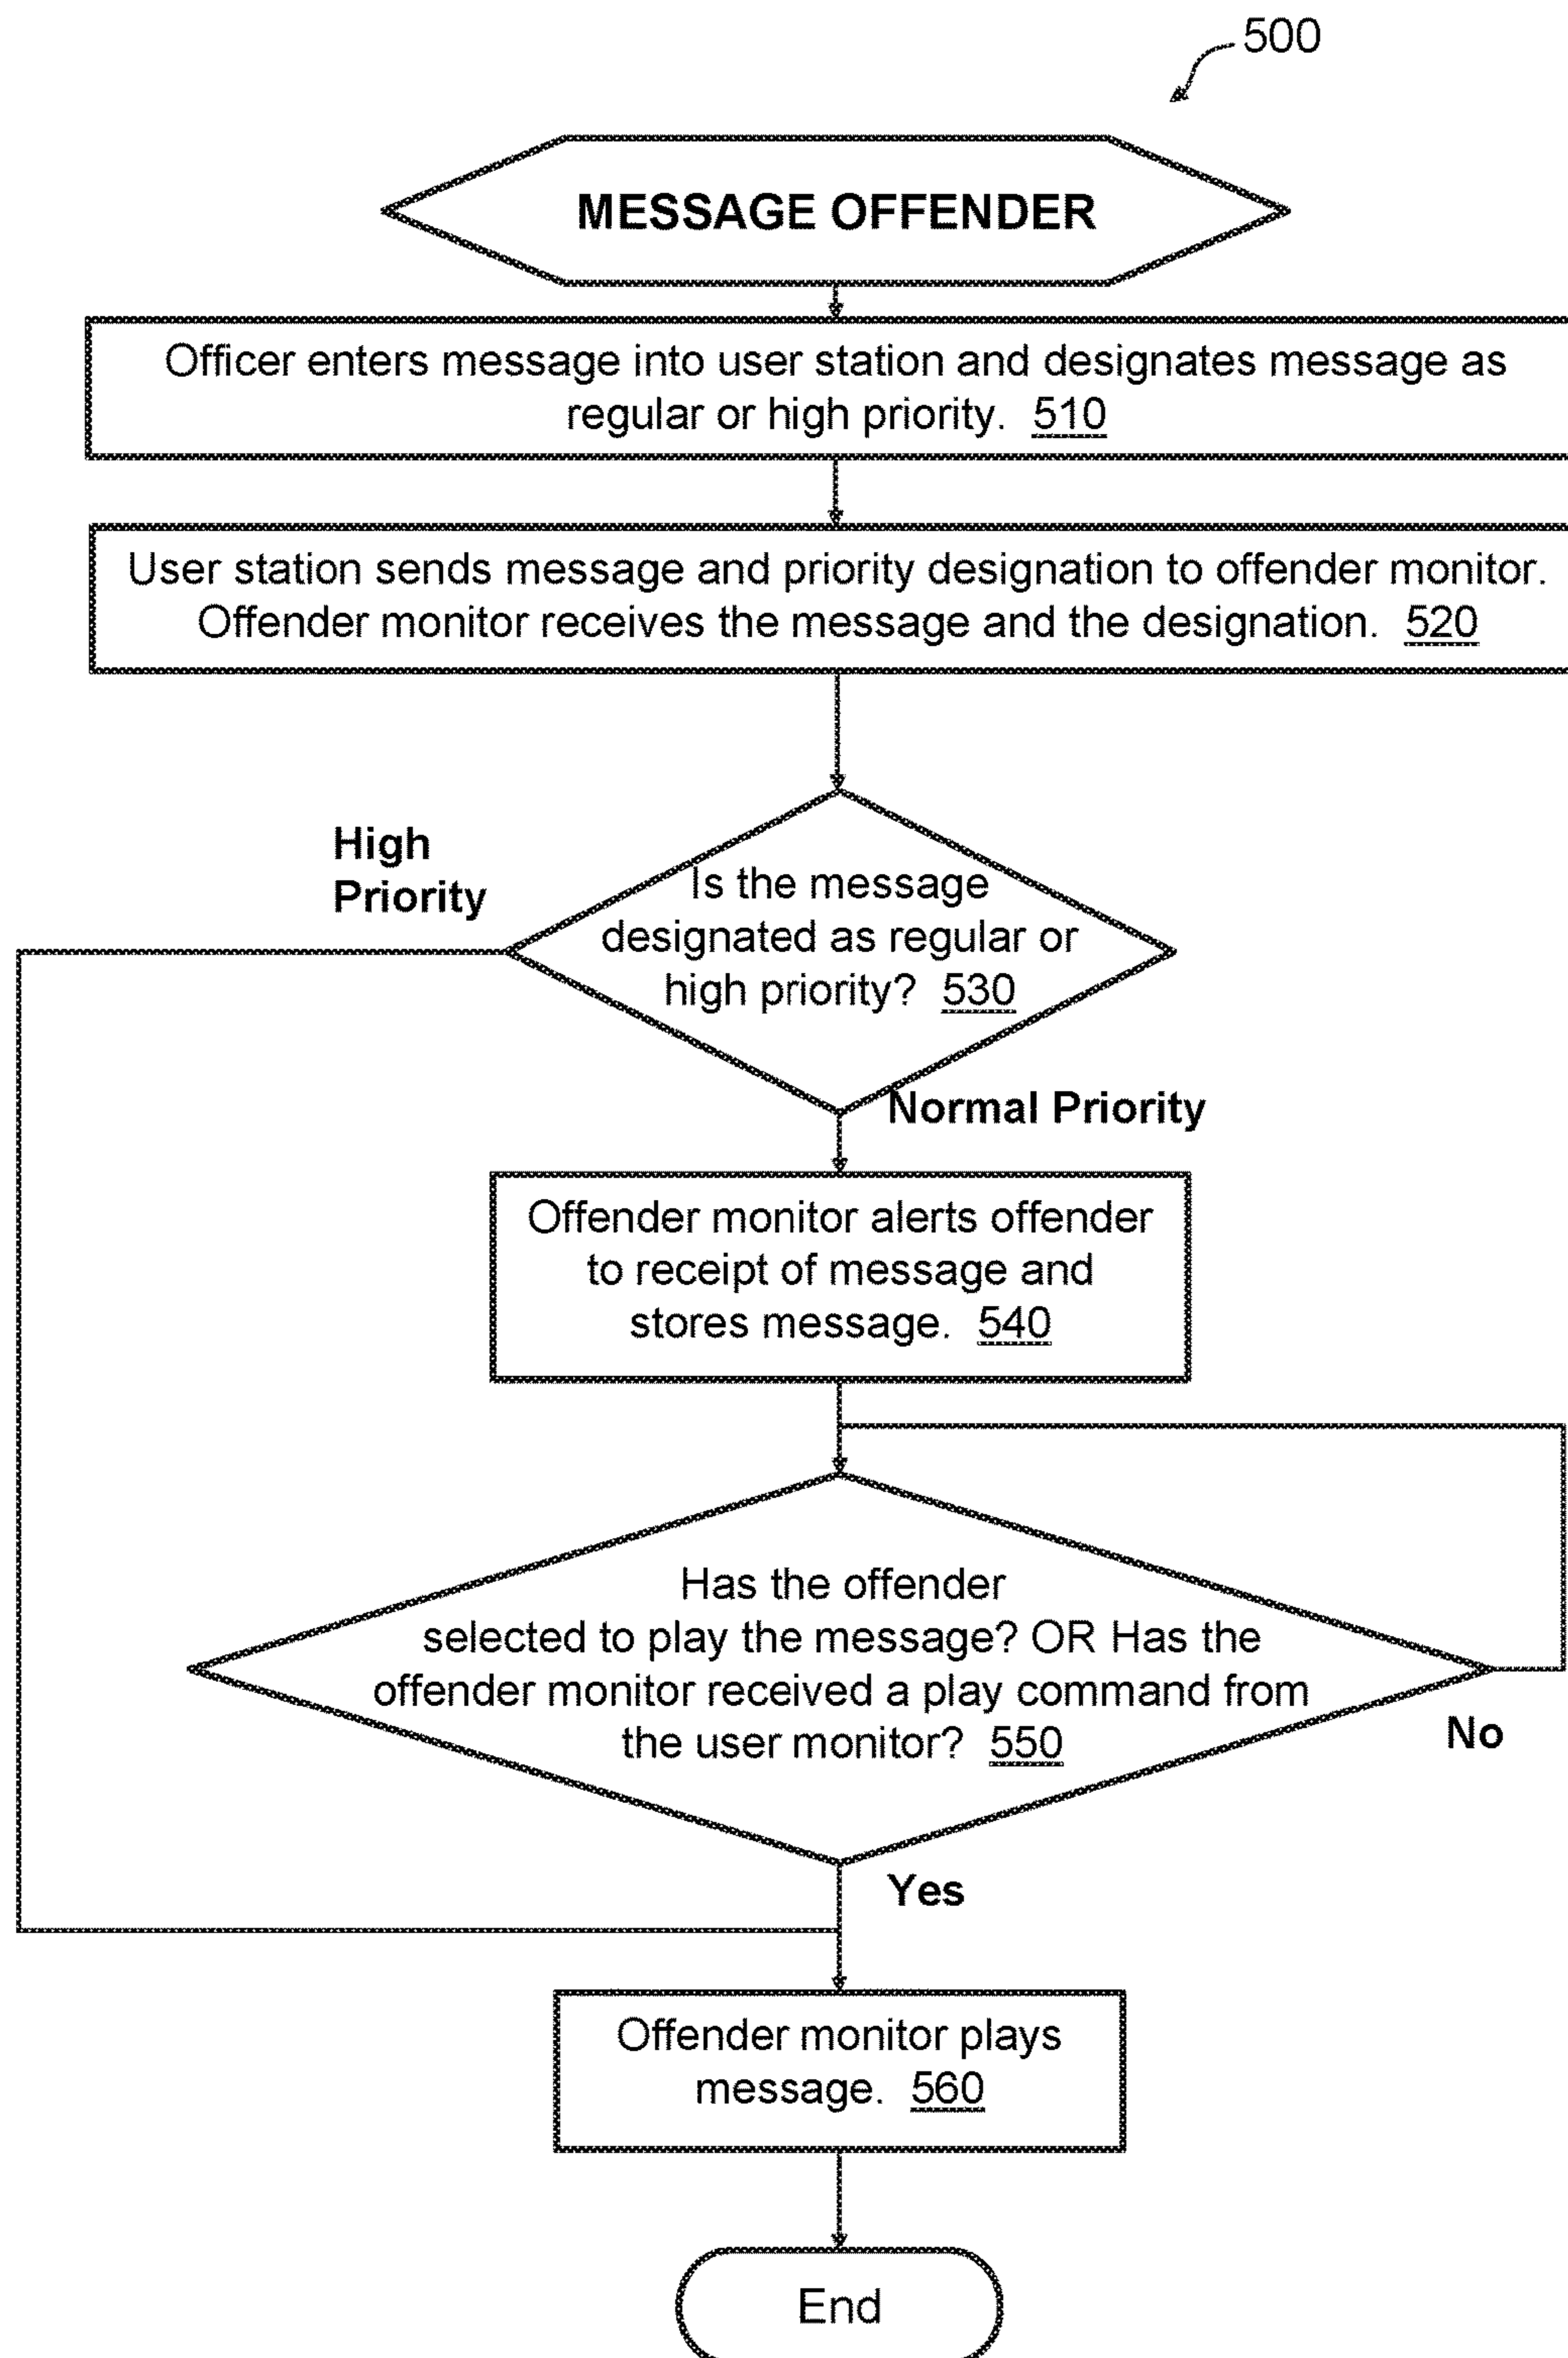 500
MESSAGE OFFENDER
Officer enters message into user station and designates message as
regular or high priority. 510
User station sends message and priority designation to offender monitor.
Offender monitor receives the message and the designation. 520
High
Priority
Is the message
designated as regular or
high priority? 530
Normal Priority
Offender monitor alerts offender
to receipt of message and
stores message. 540
Has the offender
selected to play the message? OR Has the
offender monitor received a play command from
the user monitor? 550
No
Yes
Offender monitor plays
message. 560
End